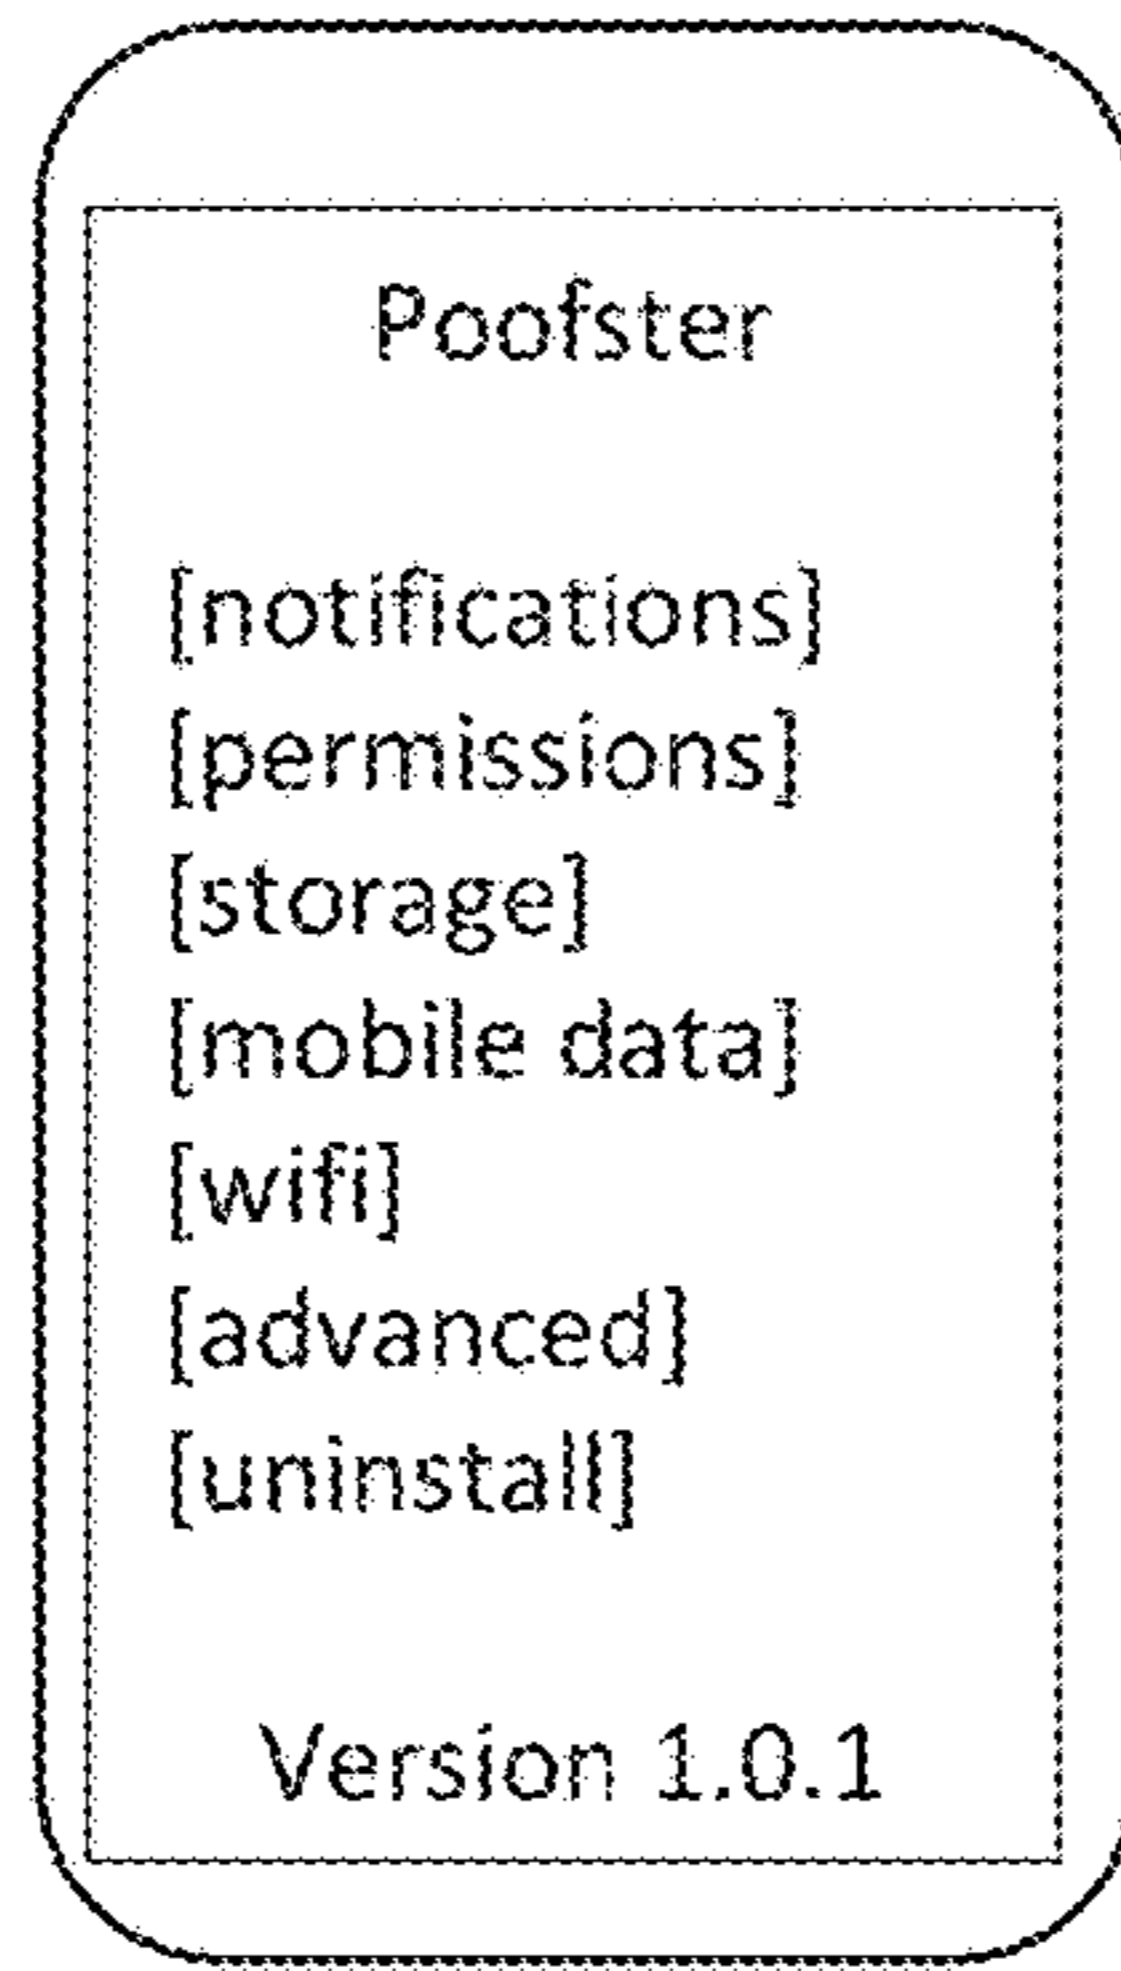 Poofster
[notifications]
[permissions]
[storage]
[mobile data]
[wifi]
[advanced]
[uninstall]
Version 1.0.1